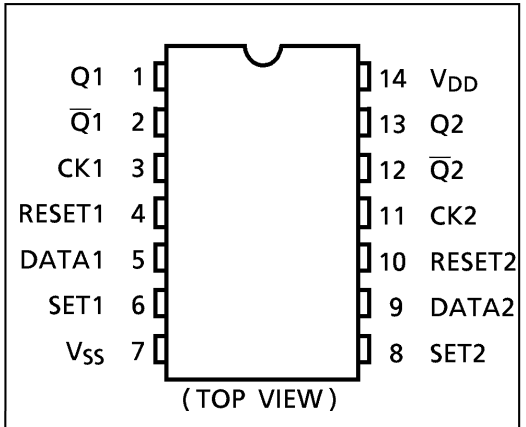 Q1 1 14 VDD
Q̅1 2 13 Q2
CK1 3 12 Q̅2
RESET1 4 11 CK2
DATA1 5 10 RESET2
SET1 6 9 DATA2
VSS 7 8 SET2
(TOP VIEW)